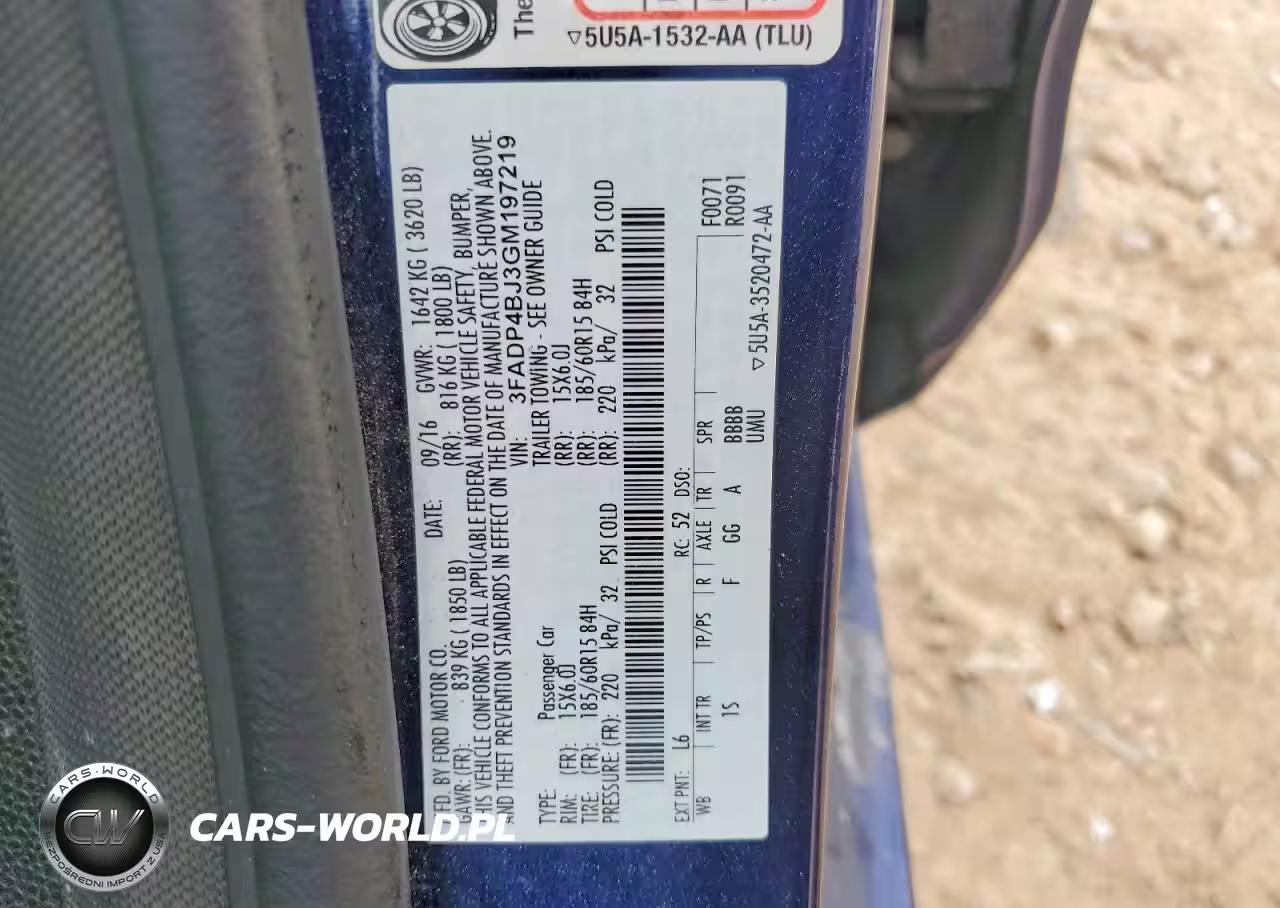 The
▽5U5A-1532-AA (TLU)
MFD. BY FORD MOTOR CO. DATE: 09/16 GVWR: 1642 KG ( 3620 LB)
GAWR: (FR): 839 KG ( 1850 LB) (RR): 816 KG ( 1800 LB)
THIS VEHICLE CONFORMS TO ALL APPLICABLE FEDERAL MOTOR VEHICLE SAFETY, BUMPER,
AND THEFT PREVENTION STANDARDS IN EFFECT ON THE DATE OF MANUFACTURE SHOWN ABOVE.
VIN: 3FADP4BJ3GM197219
TYPE: Passenger Car TRAILER TOWING - SEE OWNER GUIDE
RIM: (FR): 15X6.0J (RR): 15X6.0J
TIRE: (FR): 185/60R15 84H (RR): 185/60R15 84H
PRESSURE: (FR): 220 kPa/ 32 PSI COLD (RR): 220 kPa/ 32 PSI COLD
EXT PNT: L6 RC: 52 DSO: F0071
WB INT TR TP/PS R AXLE TR SPR R0091
1S F GG A BBBB
UMU
▽5U5A-3520472-AA
CARS-WORLD
CW
BEZPOŚREDNI IMPORT Z USA
CARS-WORLD.PL